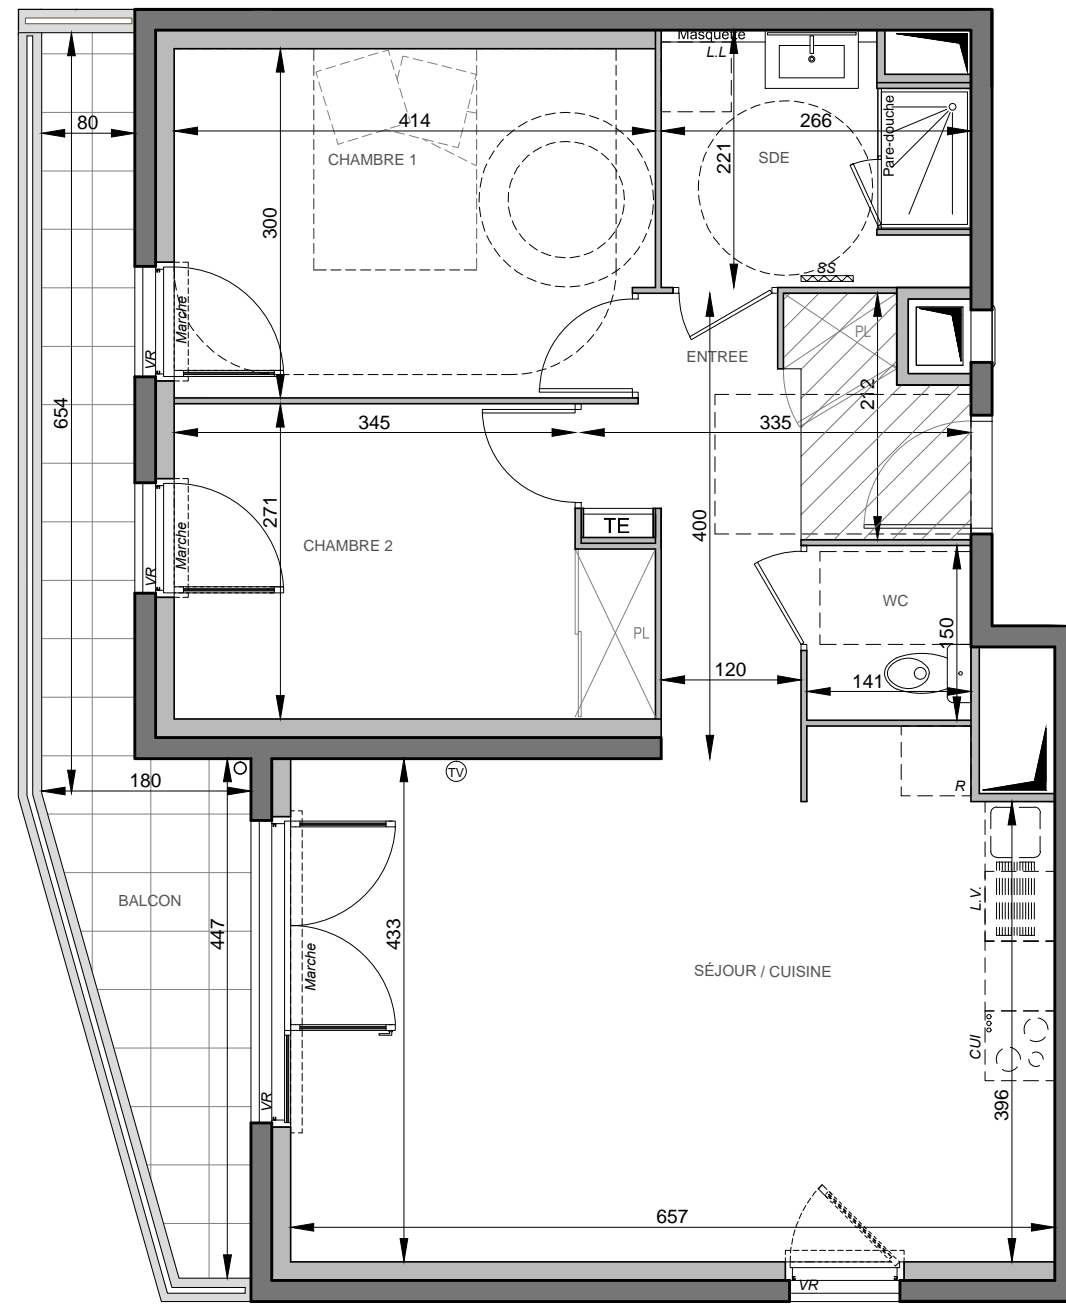 Masquette
L.L
80
414
266
CHAMBRE 1
221
SDE
Pare-douche
300
SS
Marche
VR
ENTREE
PL
212
654
345
335
271
400
TE
CHAMBRE 2
Marche
VR
WC
150
PL
120
141
TV
180
R
BALCON
447
433
Marche
L.V.
SÉJOUR / CUISINE
CUI
VR
396
657
VR